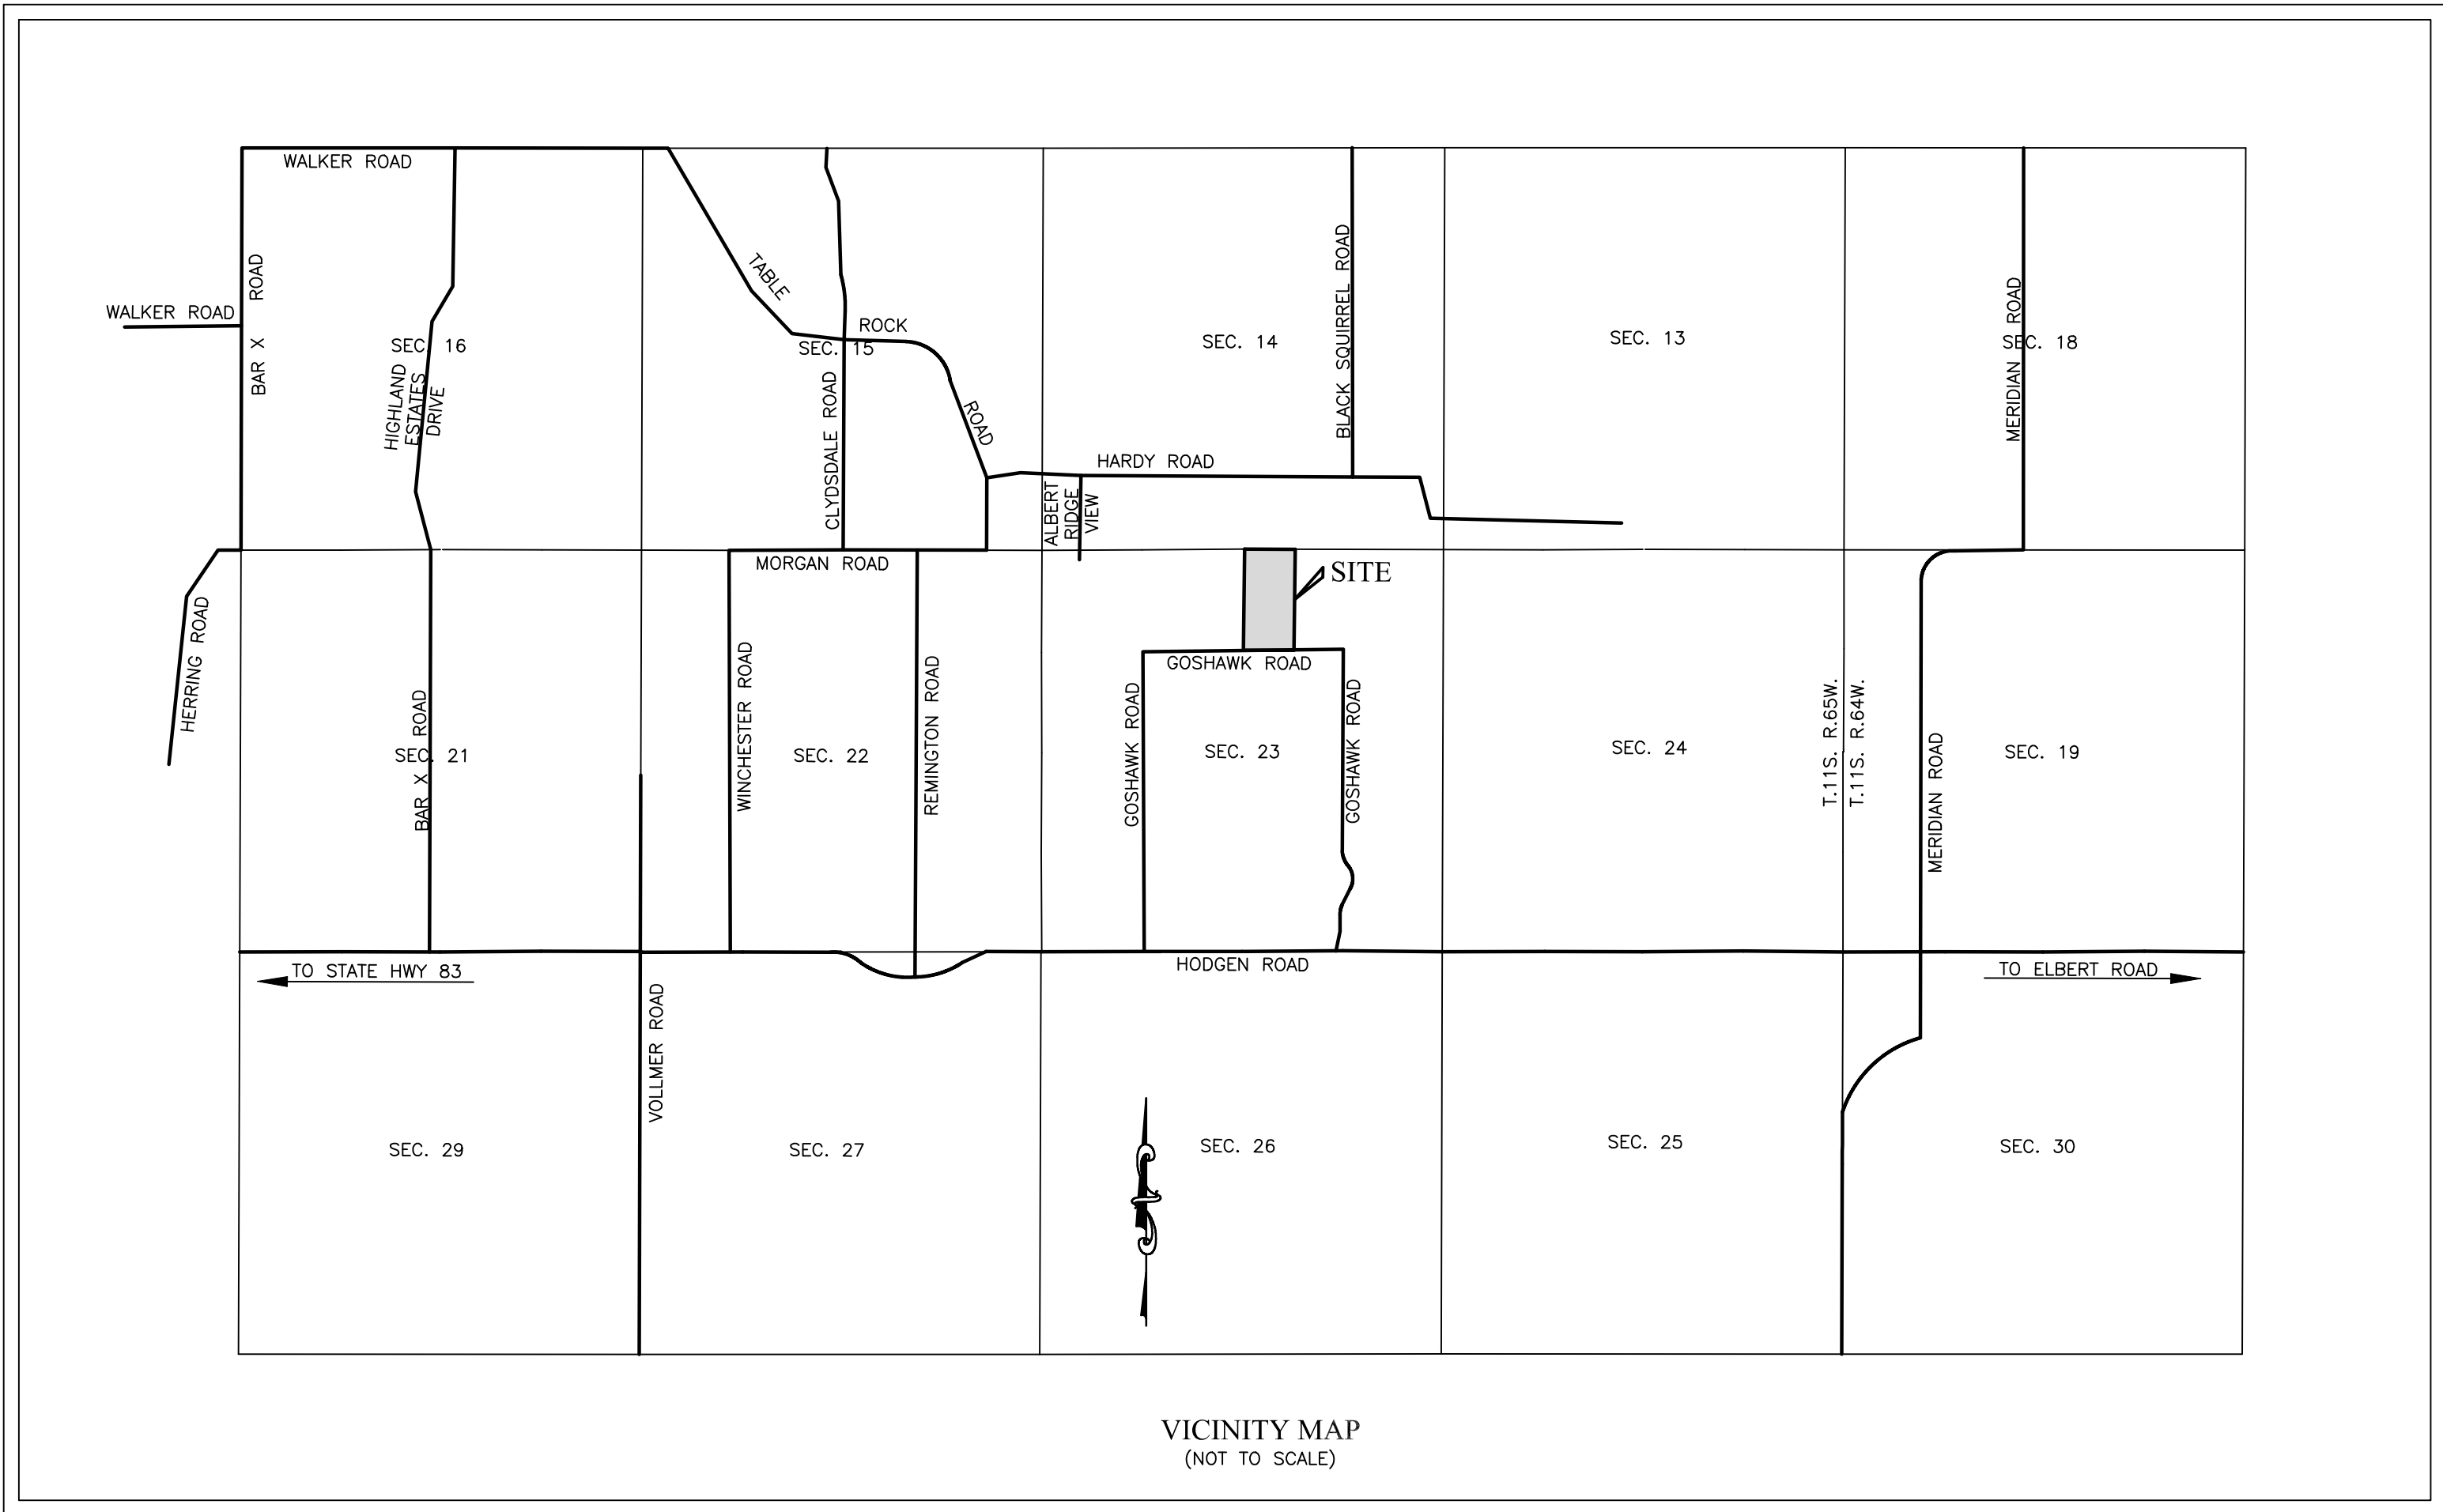 WALKER ROAD
BAR X ROAD
WALKER ROAD
HIGHLAND
ESTATES
DRIVE
SEC. 16
TABLE ROCK ROAD
SEC. 15
CLYDSDALE ROAD
SEC. 14
BLACK SQUIRREL ROAD
SEC. 13
MERIDIAN ROAD
SEC. 18
HARDY ROAD
ALBERT
RIDGE
VIEW
MORGAN ROAD
SITE
HERRING ROAD
BAR X ROAD
SEC. 21
WINCHESTER ROAD
SEC. 22
REMINGTON ROAD
GOSHAWK ROAD
GOSHAWK ROAD
SEC. 23
GOSHAWK ROAD
SEC. 24
T.11S. R.65W.
T.11S. R.64W.
MERIDIAN ROAD
SEC. 19
TO STATE HWY 83
HODGEN ROAD
TO ELBERT ROAD
VOLLMER ROAD
SEC. 29
SEC. 27
SEC. 26
SEC. 25
SEC. 30
VICINITY MAP
(NOT TO SCALE)